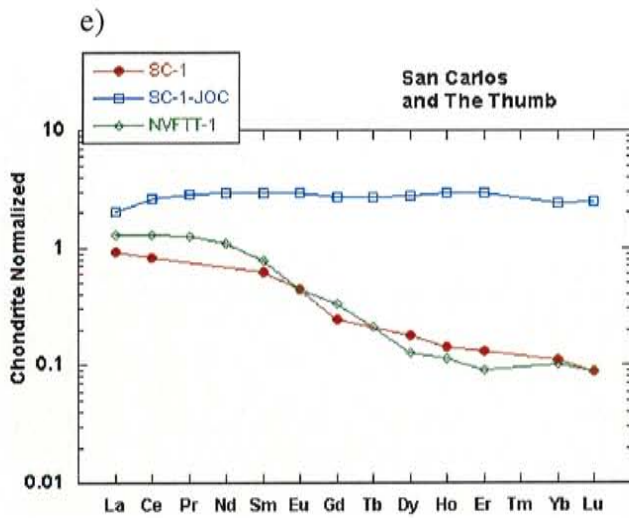 e)
SC-1
SC-1-JOC
NVFTT-1
San Carlos
and The Thumb
Chondrite Normalized
10
1
0.1
0.01
La Ce Pr Nd Sm Eu Gd Tb Dy Ho Er Tm Yb Lu